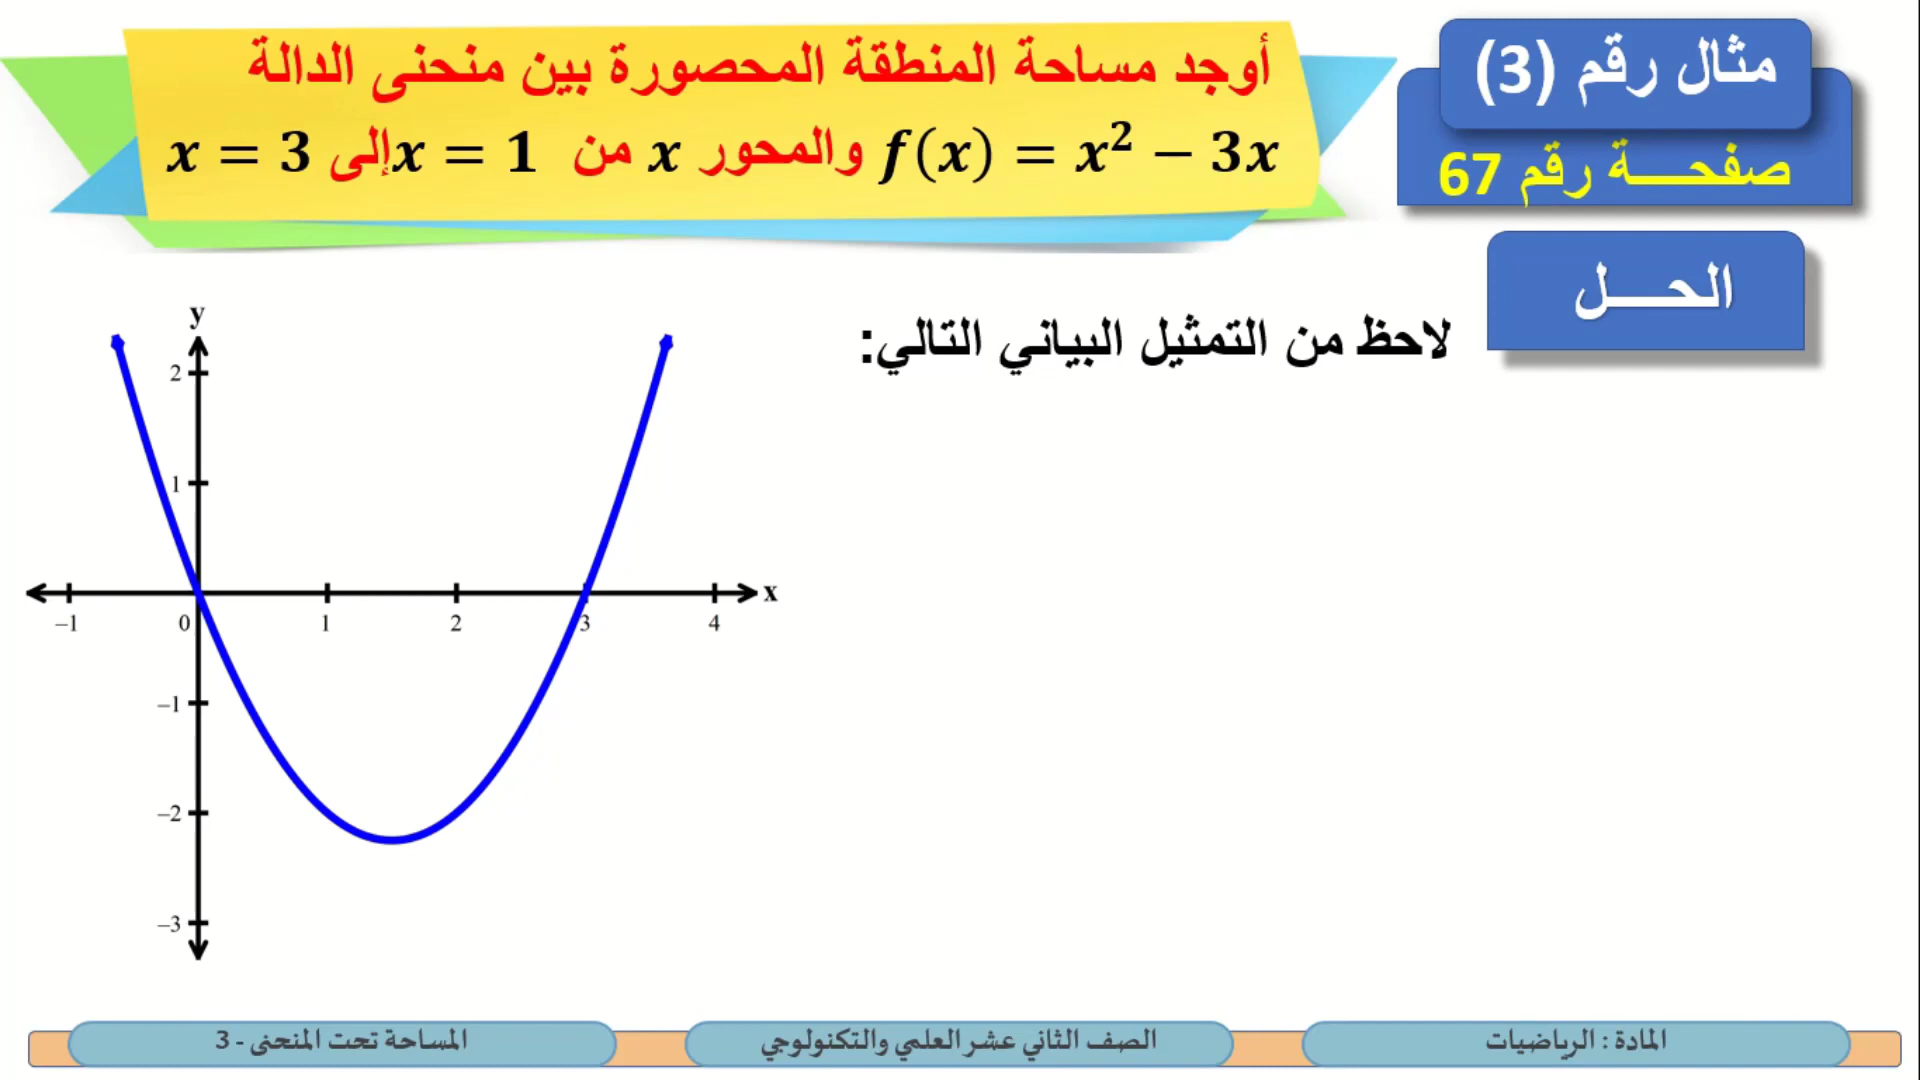 مثال رقم (3)
صفحـــــة رقم 67
أوجد مساحة المنطقة المحصورة بين منحنى الدالة
f(x) = x² − 3x والمحور x من x = 1 إلى x = 3
الحـــــل
لاحظ من التمثيل البياني التالي:
y
2
1
x
−1 0 1 2 3 4
−1
−2
−3
المادة : الرياضيات
الصف الثاني عشر العلمي والتكنولوجي
المساحة تحت المنحنى - 3